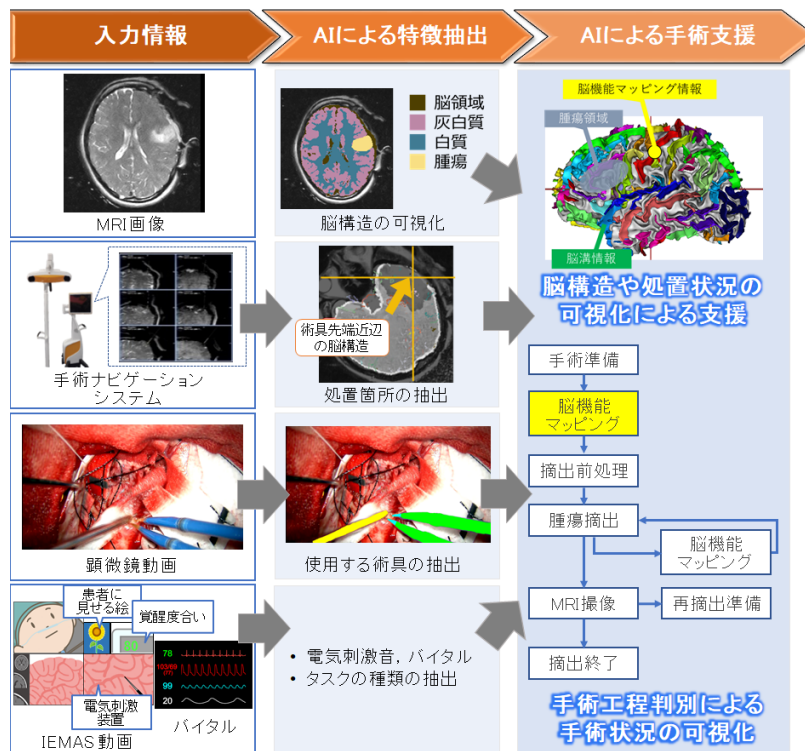 入力情報
AIによる特徴抽出
AIによる手術支援
MRI画像
脳領域
灰白質
白質
腫瘍
脳構造の可視化
脳機能マッピング情報
腫瘍領域
脳溝情報
脳構造や処置状況の
可視化による支援
手術ナビゲーション
システム
術具先端近辺
の脳構造
処置箇所の抽出
顕微鏡動画
使用する術具の抽出
患者に
見せる絵
覚醒度合い
80
78
103/69
(77)
99
20
電気刺激
装置
バイタル
IEMAS動画
• 電気刺激音，バイタル
• タスクの種類の抽出
手術準備
脳機能
マッピング
摘出前処理
腫瘍摘出
脳機能
マッピング
MRI撮像
再摘出準備
摘出終了
手術工程判別による
手術状況の可視化